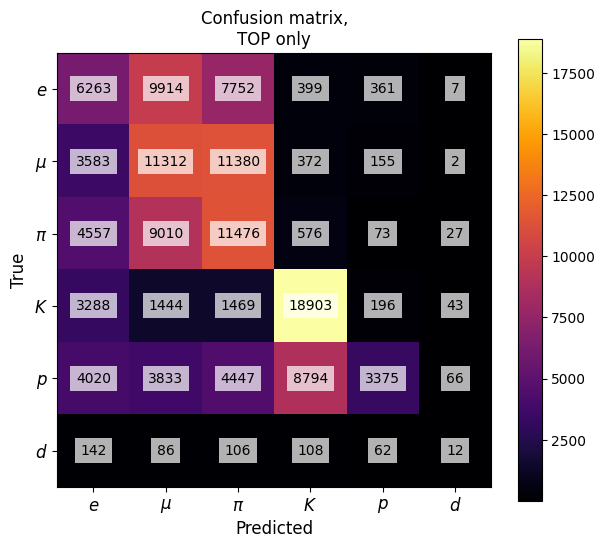 Confusion matrix,
TOP only
True
e 6263 9914 7752 399 361 7
μ 3583 11312 11380 372 155 2
π 4557 9010 11476 576 73 27
K 3288 1444 1469 18903 196 43
p 4020 3833 4447 8794 3375 66
d 142 86 106 108 62 12
e μ π K p d
Predicted
17500
15000
12500
10000
7500
5000
2500